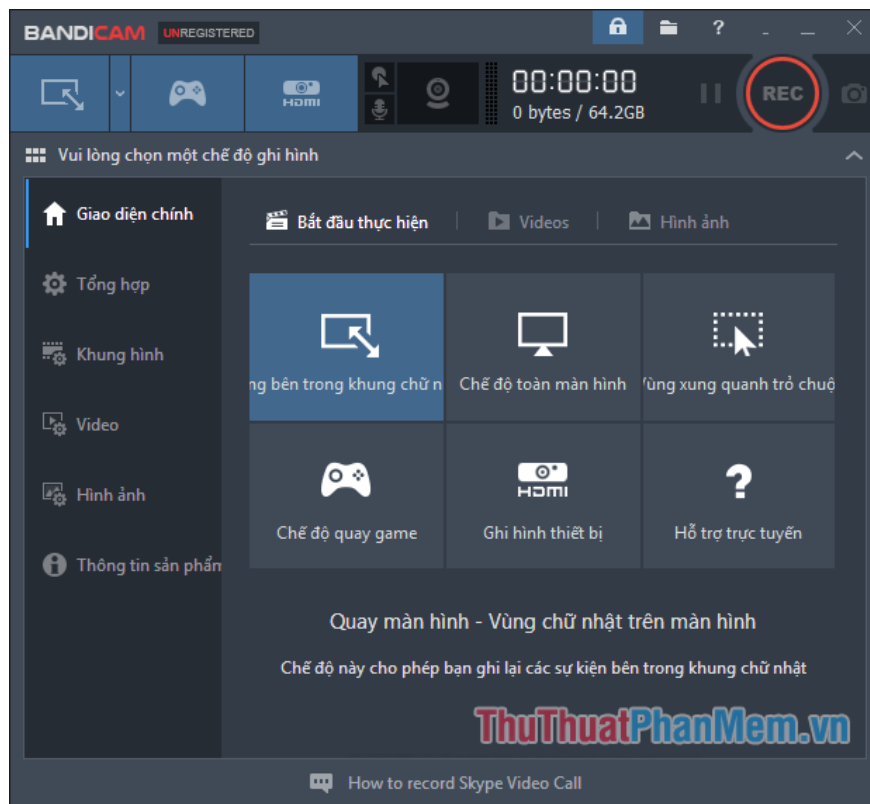 BANDICAM UNREGISTERED
?
HDMI
00:00:00
0 bytes / 64.2GB
REC
Vui lòng chọn một chế độ ghi hình
Giao diện chính
Tổng hợp
Khung hình
Video
Hình ảnh
Thông tin sản phẩm
Bắt đầu thực hiện
Videos
Hình ảnh
ng bên trong khung chữ n
Chế độ toàn màn hình
Vùng xung quanh trỏ chuộ
Chế độ quay game
HDMI
Ghi hình thiết bị
?
Hỗ trợ trực tuyến
Quay màn hình - Vùng chữ nhật trên màn hình
Chế độ này cho phép bạn ghi lại các sự kiện bên trong khung chữ nhật
ThuThuatPhanMem.vn
How to record Skype Video Call